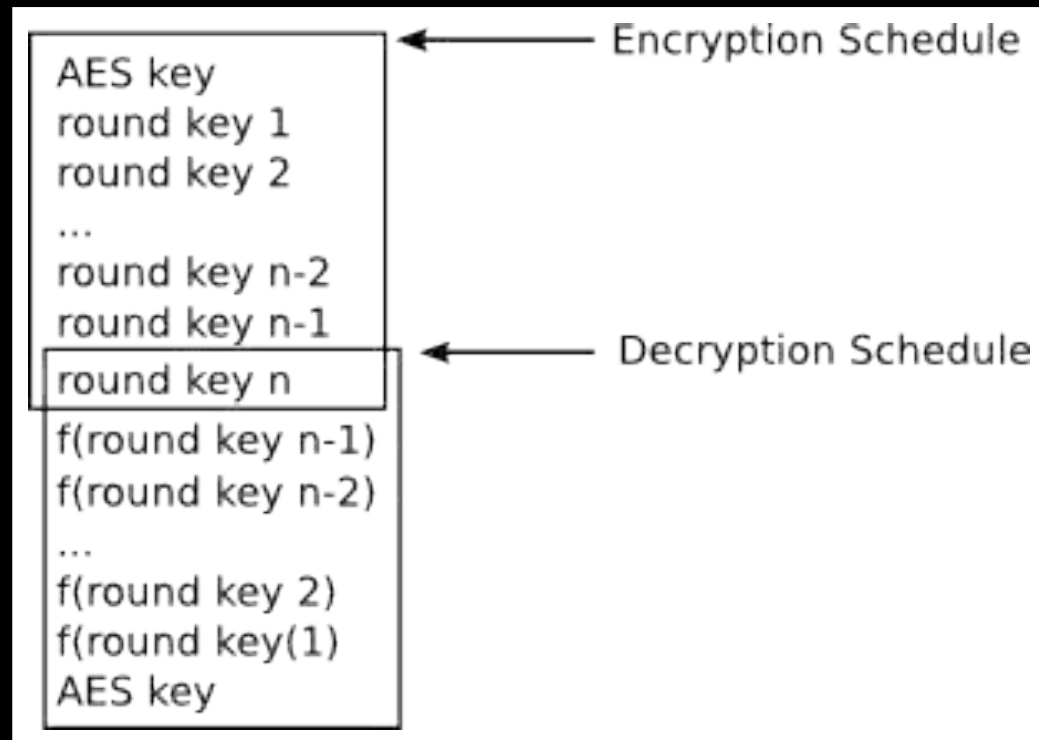 Encryption Schedule
AES key
round key 1
round key 2
...
round key n-2
round key n-1
Decryption Schedule
round key n
f(round key n-1)
f(round key n-2)
...
f(round key 2)
f(round key(1)
AES key